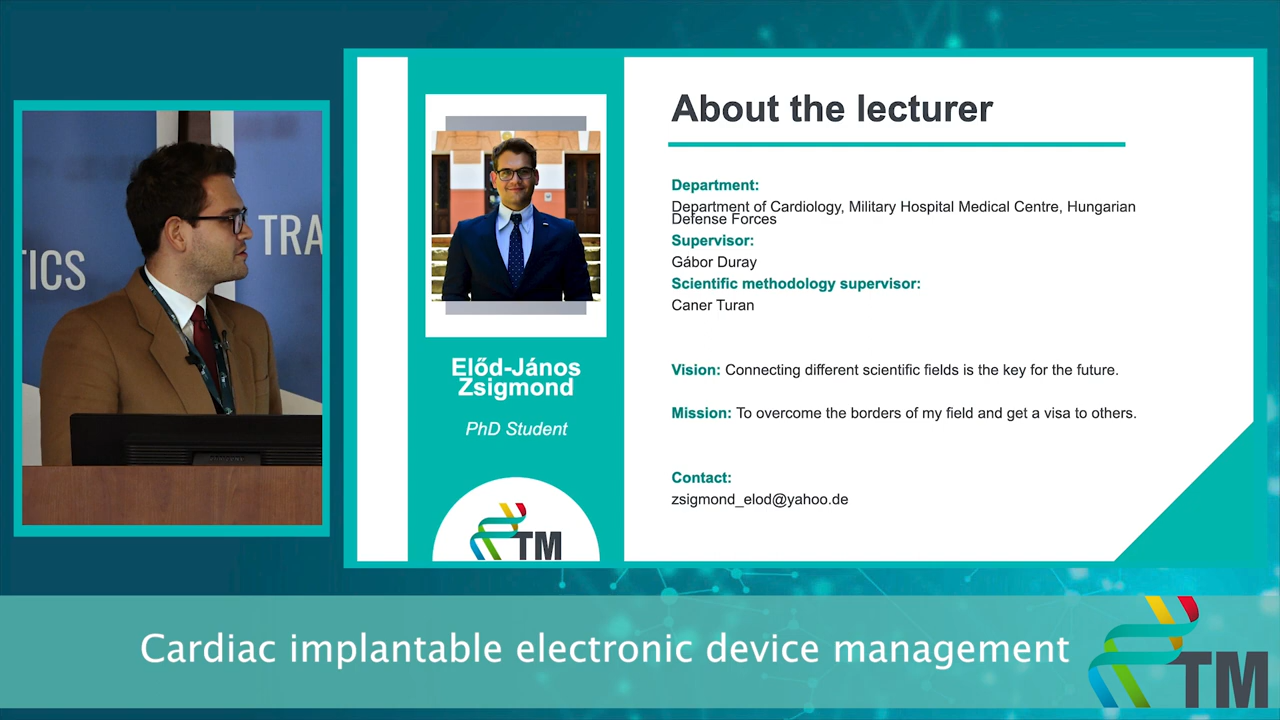 TICS
TRA
About the lecturer
Department:
Department of Cardiology, Military Hospital Medical Centre, Hungarian
Defense Forces
Supervisor:
Gábor Duray
Scientific methodology supervisor:
Caner Turan
Vision: Connecting different scientific fields is the key for the future.
Mission: To overcome the borders of my field and get a visa to others.
Contact:
zsigmond_elod@yahoo.de
Előd-János
Zsigmond
PhD Student
TM
Cardiac implantable electronic device management
TM